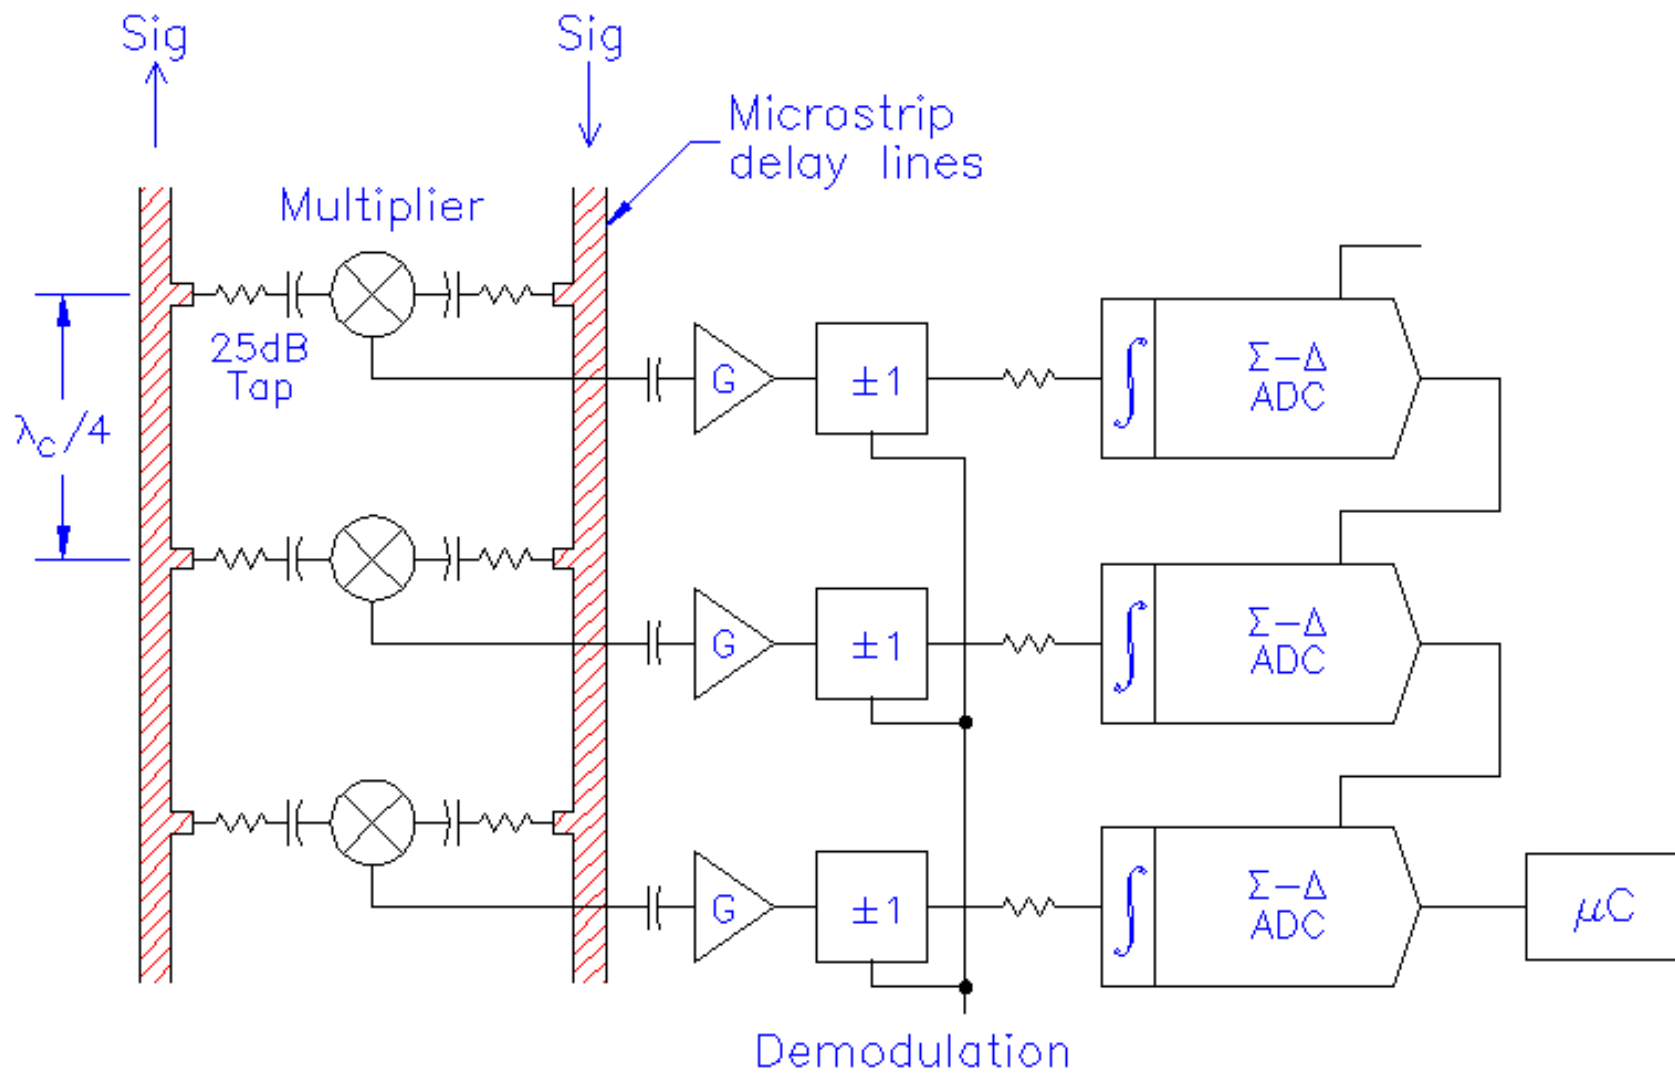 Sig
Sig
Microstrip
delay lines
Multiplier
25dB
Tap
λc/4
G
±1
∫
Σ−Δ
ADC
G
±1
∫
Σ−Δ
ADC
G
±1
∫
Σ−Δ
ADC
μC
Demodulation